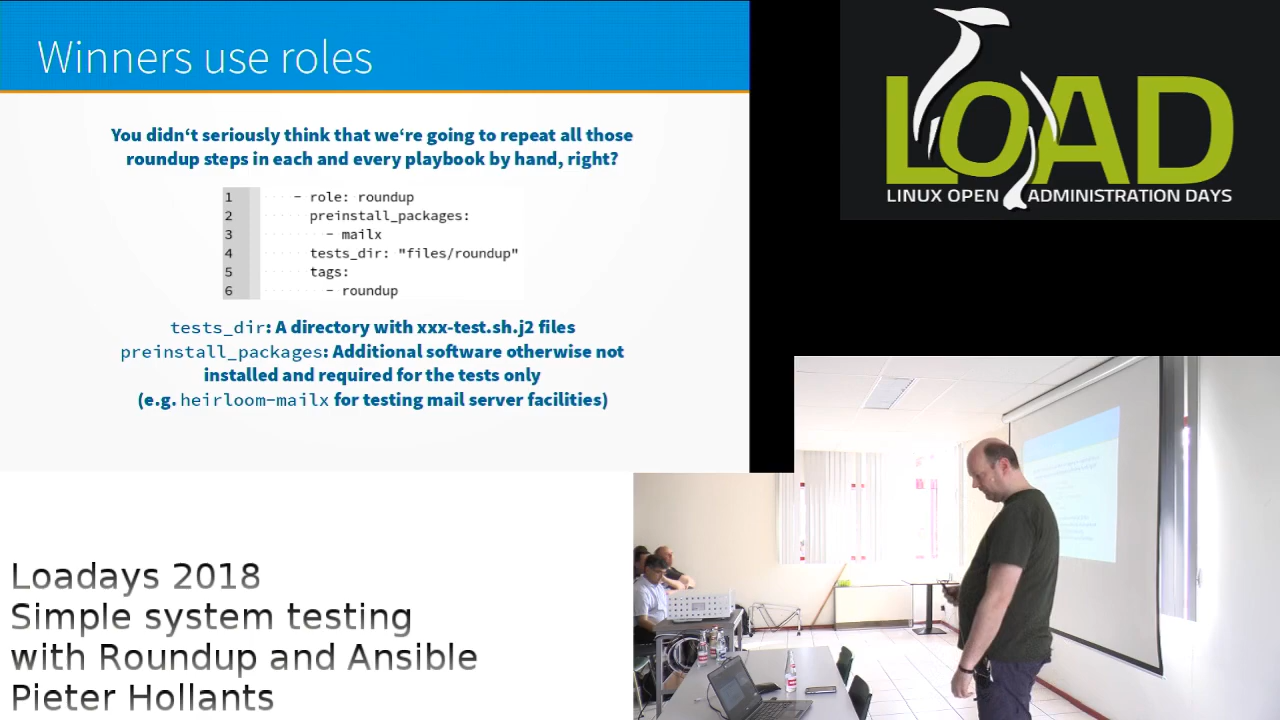 Winners use roles
You didn‘t seriously think that we‘re going to repeat all those
roundup steps in each and every playbook by hand, right?
1 - role: roundup
2 preinstall_packages:
3 - mailx
4 tests_dir: "files/roundup"
5 tags:
6 - roundup
tests_dir: A directory with xxx-test.sh.j2 files
preinstall_packages: Additional software otherwise not
installed and required for the tests only
(e.g. heirloom-mailx for testing mail server facilities)
LOAD
LINUX OPEN ADMINISTRATION DAYS
Loadays 2018
Simple system testing
with Roundup and Ansible
Pieter Hollants